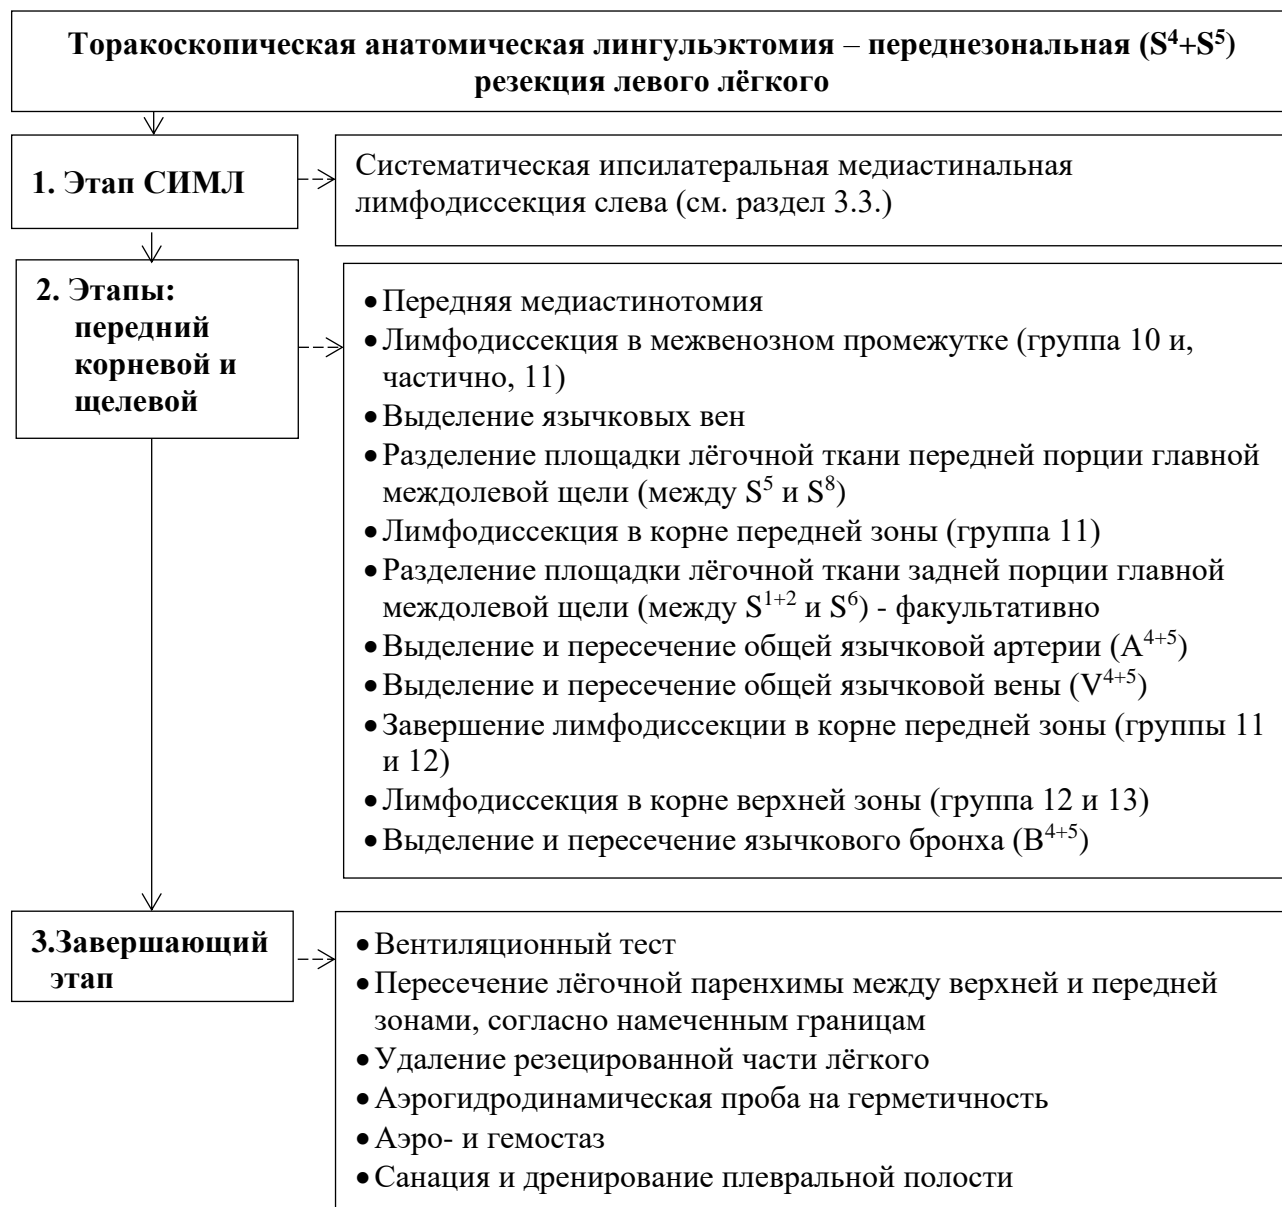 Торакоскопическая анатомическая лингульэктомия – переднезональная (S⁴+S⁵)
резекция левого лёгкого
1. Этап СИМЛ
Систематическая ипсилатеральная медиастинальная
лимфодиссекция слева (см. раздел 3.3.)
2. Этапы:
передний
корневой и
щелевой
•Передняя медиастинотомия
•Лимфодиссекция в межвенозном промежутке (группа 10 и,
частично, 11)
•Выделение язычковых вен
•Разделение площадки лёгочной ткани передней порции главной
междолевой щели (между S⁵ и S⁸)
•Лимфодиссекция в корне передней зоны (группа 11)
•Разделение площадки лёгочной ткани задней порции главной
междолевой щели (между S¹⁺² и S⁶) - факультативно
•Выделение и пересечение общей язычковой артерии (A⁴⁺⁵)
•Выделение и пересечение общей язычковой вены (V⁴⁺⁵)
•Завершение лимфодиссекции в корне передней зоны (группы 11
и 12)
•Лимфодиссекция в корне верхней зоны (группа 12 и 13)
•Выделение и пересечение язычкового бронха (B⁴⁺⁵)
3.Завершающий
этап
•Вентиляционный тест
•Пересечение лёгочной паренхимы между верхней и передней
зонами, согласно намеченным границам
•Удаление резецированной части лёгкого
•Аэрогидродинамическая проба на герметичность
•Аэро- и гемостаз
•Санация и дренирование плевральной полости